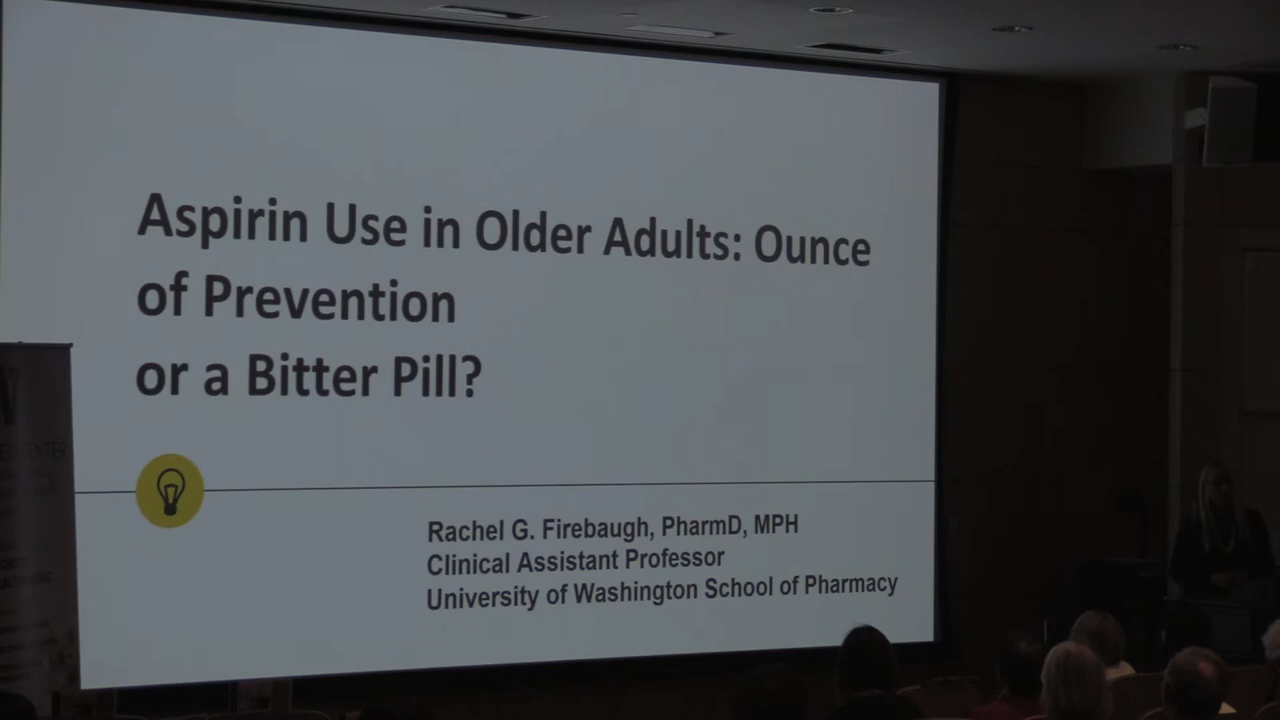 Aspirin Use in Older Adults: Ounce
of Prevention
or a Bitter Pill?
Rachel G. Firebaugh, PharmD, MPH
Clinical Assistant Professor
University of Washington School of Pharmacy